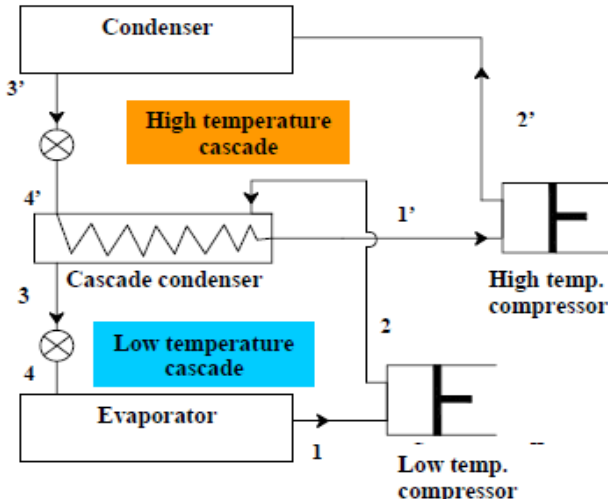 Condenser
3’
High temperature
cascade
2’
4’
1’
Cascade condenser
High temp.
compressor
3
2
Low temperature
cascade
4
Evaporator
1
Low temp.
compressor